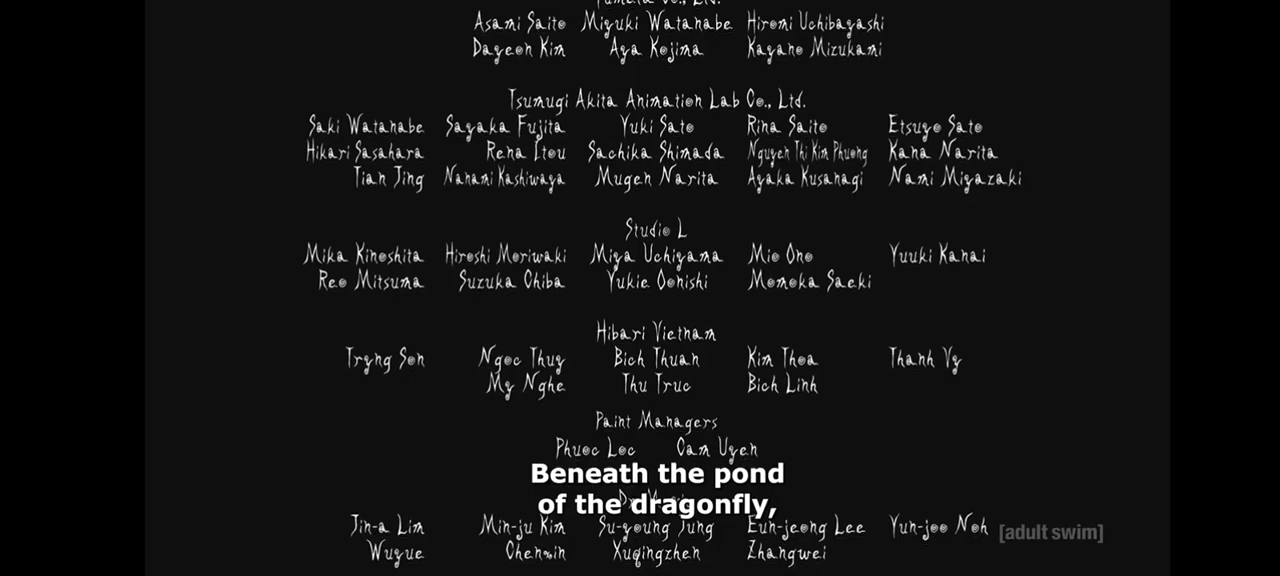 Yumeta Co., Ltd.
Asami Saito Miyuki Watanabe Hiromi Uchibayashi
Dageon Kim Aya Kojima Kagano Mizukami
Tsumugi Akita Animation Lab Co., Ltd.
Saki Watanabe Sayaka Fujita Yuki Sato Rina Saito Etsuyo Sato
Hikari Sasahara Rena Itou Sachika Shimada Nguyen Thi Kim Phuong Kana Narita
Tian Jing Nanami Kashiwaya Mugen Narita Ayaka Kusanagi Nami Miyazaki
Studio L
Mika Kinoshita Hiroshi Moriwaki Miya Uchiyama Mio Ono Yuuki Kanai
Reo Mitsuma Suzuka Chiba Yukie Oonishi Momoka Saeki
Hibari Vietnam
Tryng Son Ngoc Thuy Bich Thuan Kim Thoa Thanh Vy
My Nghe Thu Truc Bich Linh
Paint Managers
Phuoc Loc Cam Uyen
Beneath the pond
of the dragonfly,
Jin-a Lim Min-ju Kim Su-young Jung Eun-jeong Lee Yun-joo Noh
[adult swim]
Wuyue Chenxin Xuqingzhen Zhangwei